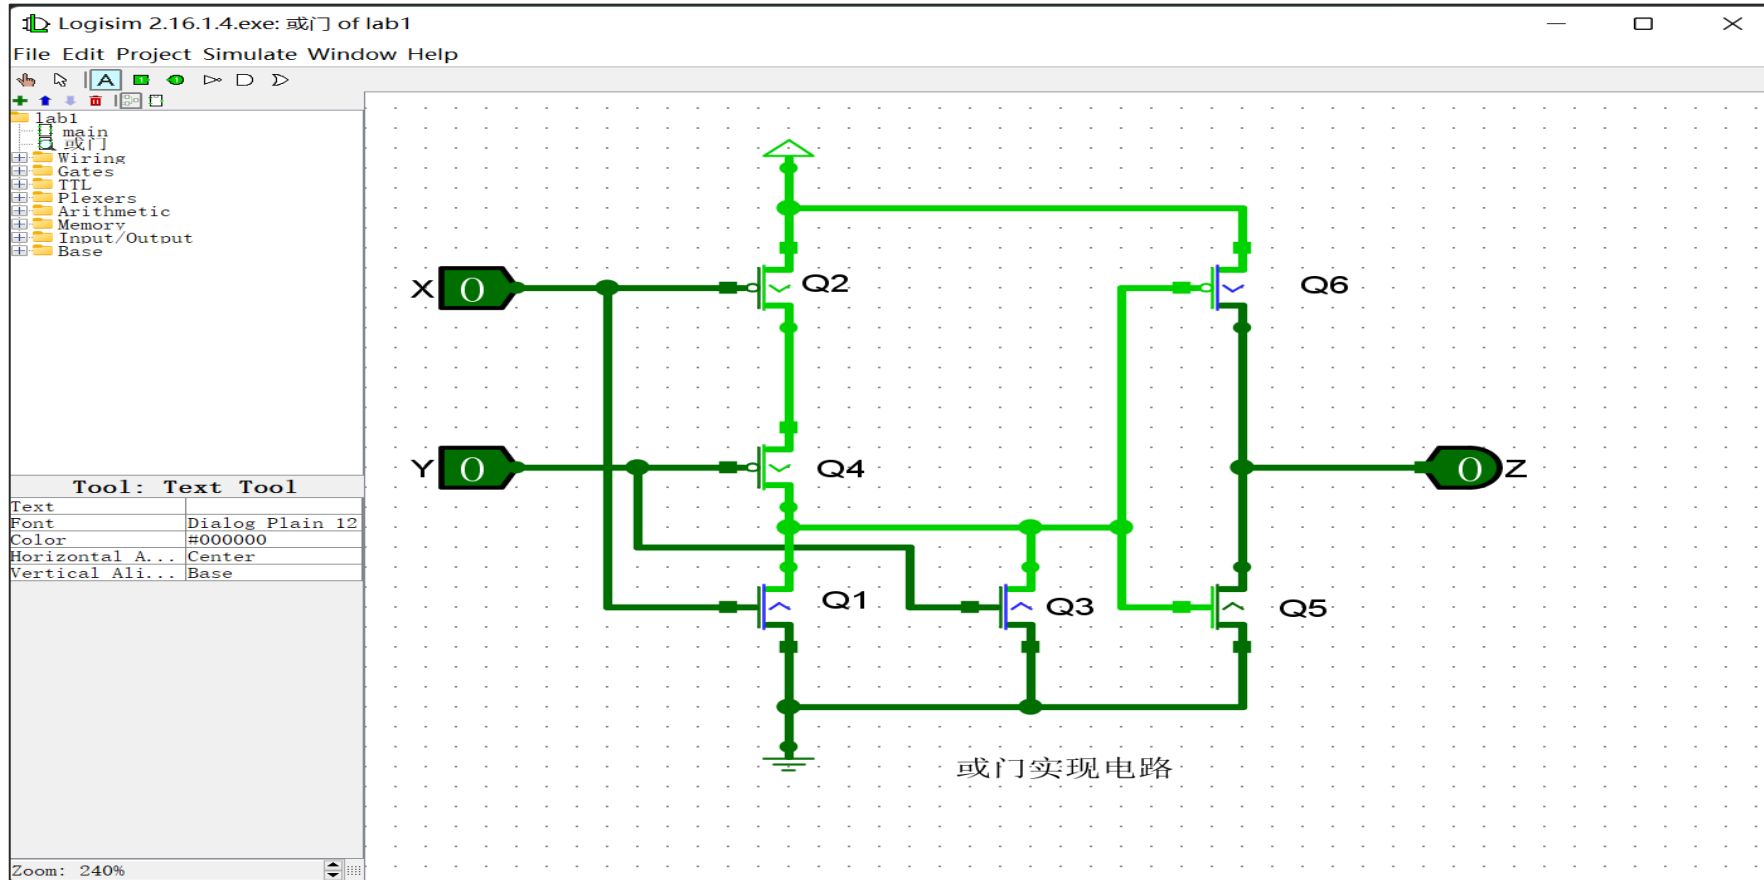 Logisim 2.16.1.4.exe: 或门 of lab1
File Edit Project Simulate Window Help
A 1 1
lab1
main
或门
Wiring
Gates
TTL
Plexers
Arithmetic
Memory
Input/Output
Base
Tool: Text Tool
Text
Font Dialog Plain 12
Color #000000
Horizontal A... Center
Vertical Ali... Base
Zoom: 240%
X 0 Q2 Q6
Y 0 Q4 0 Z
Q1 Q3 Q5
或门实现电路